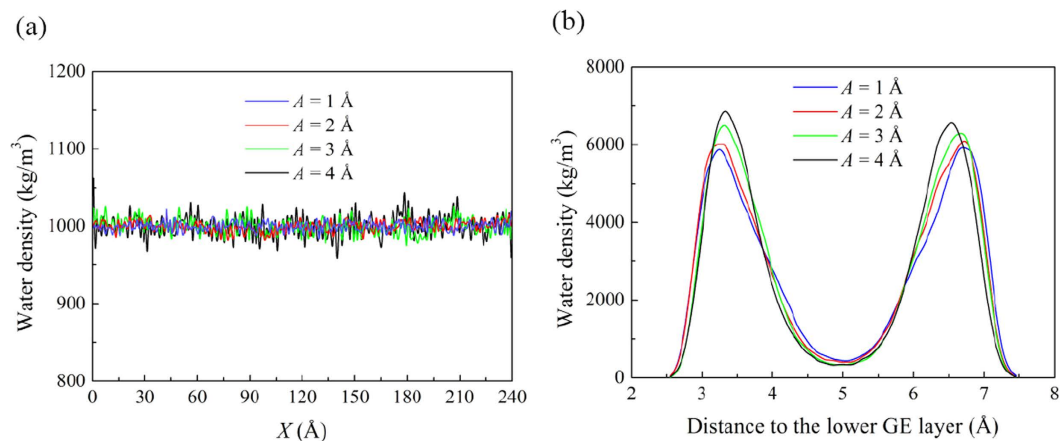 (a)
Water density (kg/m³)
1200
1100
1000
900
800
A = 1 Å
A = 2 Å
A = 3 Å
A = 4 Å
0 30 60 90 120 150 180 210 240
X (Å)
(b)
Water density (kg/m³)
8000
6000
4000
2000
0
A = 1 Å
A = 2 Å
A = 3 Å
A = 4 Å
2 3 4 5 6 7 8
Distance to the lower GE layer (Å)